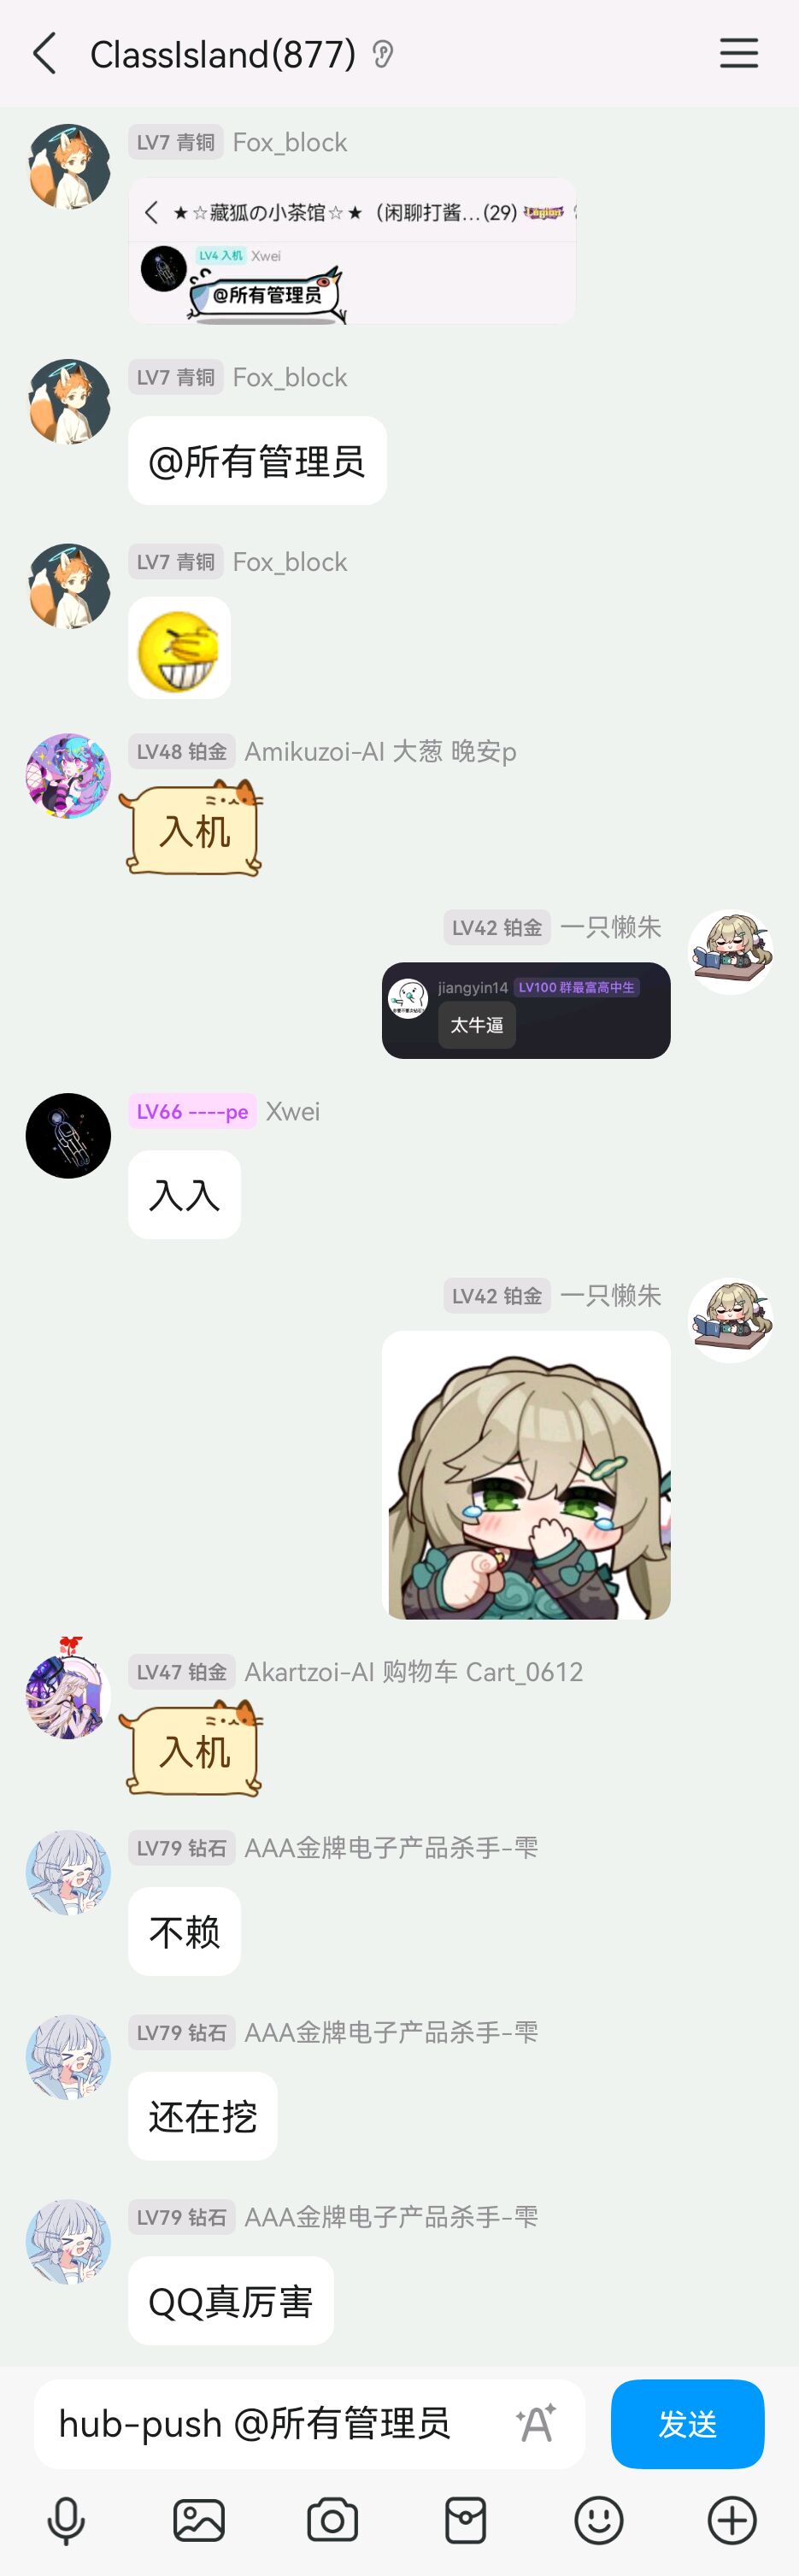 ClassIsland(877)
LV7 青铜 Fox_block
★☆藏狐の小茶馆☆★（闲聊打酱...(29)
LV4 入机 Xwei
@所有管理员
LV7 青铜 Fox_block
@所有管理员
LV7 青铜 Fox_block
LV48 铂金 Amikuzoi-AI 大葱 晚安p
入机
LV42 铂金 一只懒朱
jiangyin14 LV100 群最富高中生
太牛逼
LV66 ----pe Xwei
入入
LV42 铂金 一只懒朱
LV47 铂金 Akartzoi-AI 购物车 Cart_0612
入机
LV79 钻石 AAA金牌电子产品杀手-雫
不赖
LV79 钻石 AAA金牌电子产品杀手-雫
还在挖
LV79 钻石 AAA金牌电子产品杀手-雫
QQ真厉害
hub-push @所有管理员
发送